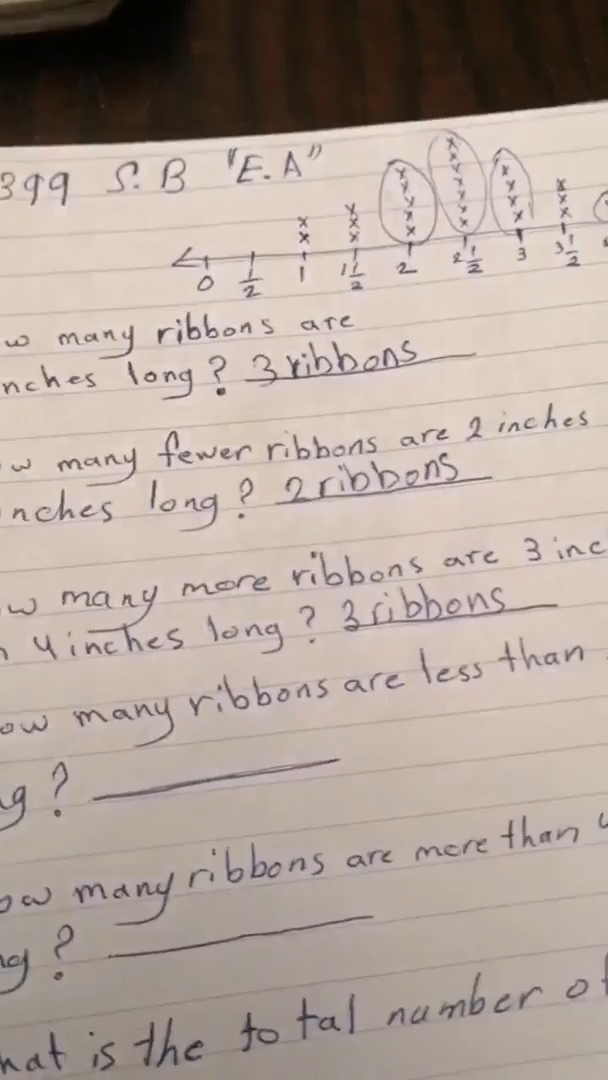 399 S.B "E.A"
0 1/2 1 1 1/2 2 2 1/2 3 3 1/2
many ribbons are
nches long? 3 ribbons
many fewer ribbons are 2 inches
nches long? 2 ribbons
many more ribbons are 3 inc
4 inches long? 3 ribbons
ow many ribbons are less than
g?
ow many ribbons are more than
g?
hat is the total number of